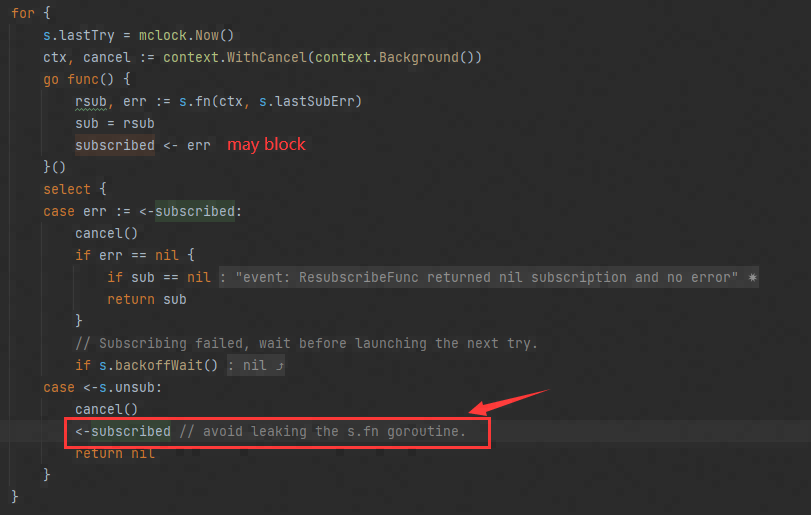 for {
s.lastTry = mclock.Now()
ctx, cancel := context.WithCancel(context.Background())
go func() {
rsub, err := s.fn(ctx, s.lastSubErr)
sub = rsub
subscribed <- err may block
}()
select {
case err := <-subscribed:
cancel()
if err == nil {
if sub == nil : "event: ResubscribeFunc returned nil subscription and no error" ✷
return sub
}
// Subscribing failed, wait before launching the next try.
if s.backoffWait() : nil ⤴
case <-s.unsub:
cancel()
<-subscribed // avoid leaking the s.fn goroutine.
return nil
}
}